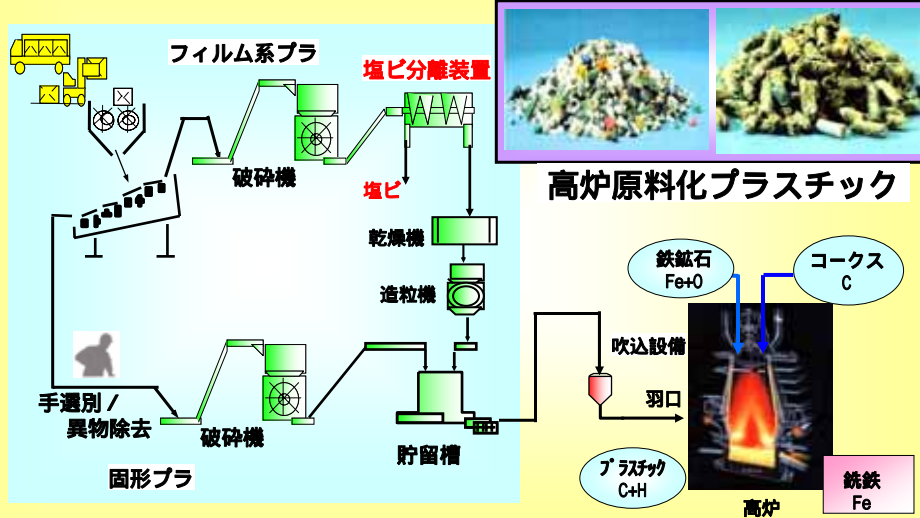 フィルム系プラ
塩ビ分離装置
破砕機
塩ビ
高炉原料化プラスチック
乾燥機
造粒機
鉄鉱石
Fe+O
コークス
C
吹込設備
羽口
手選別/
異物除去
破砕機
貯留槽
固形プラ
プラスチック
C+H
高炉
銑鉄
Fe